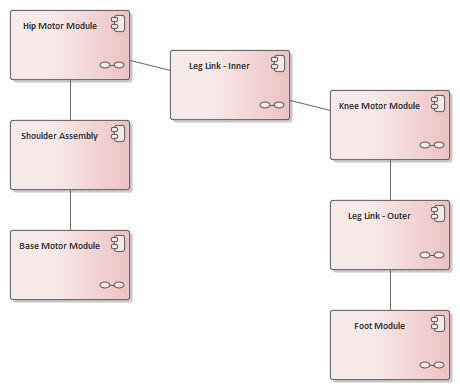 Hip Motor Module
Leg Link - Inner
Knee Motor Module
Shoulder Assembly
Leg Link - Outer
Base Motor Module
Foot Module